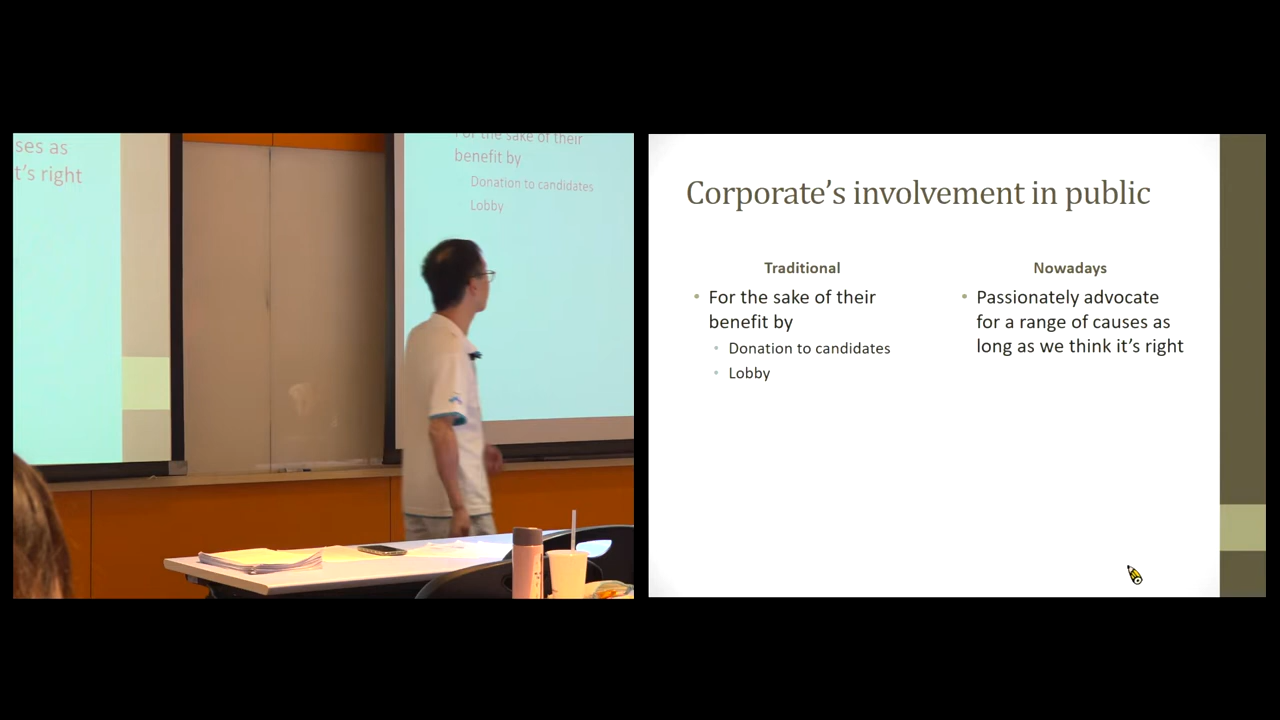 ses as
t's right
For the sake of their
benefit by
Donation to candidates
Lobby
Corporate's involvement in public
Traditional
• For the sake of their
benefit by
• Donation to candidates
• Lobby
Nowadays
• Passionately advocate
for a range of causes as
long as we think it's right